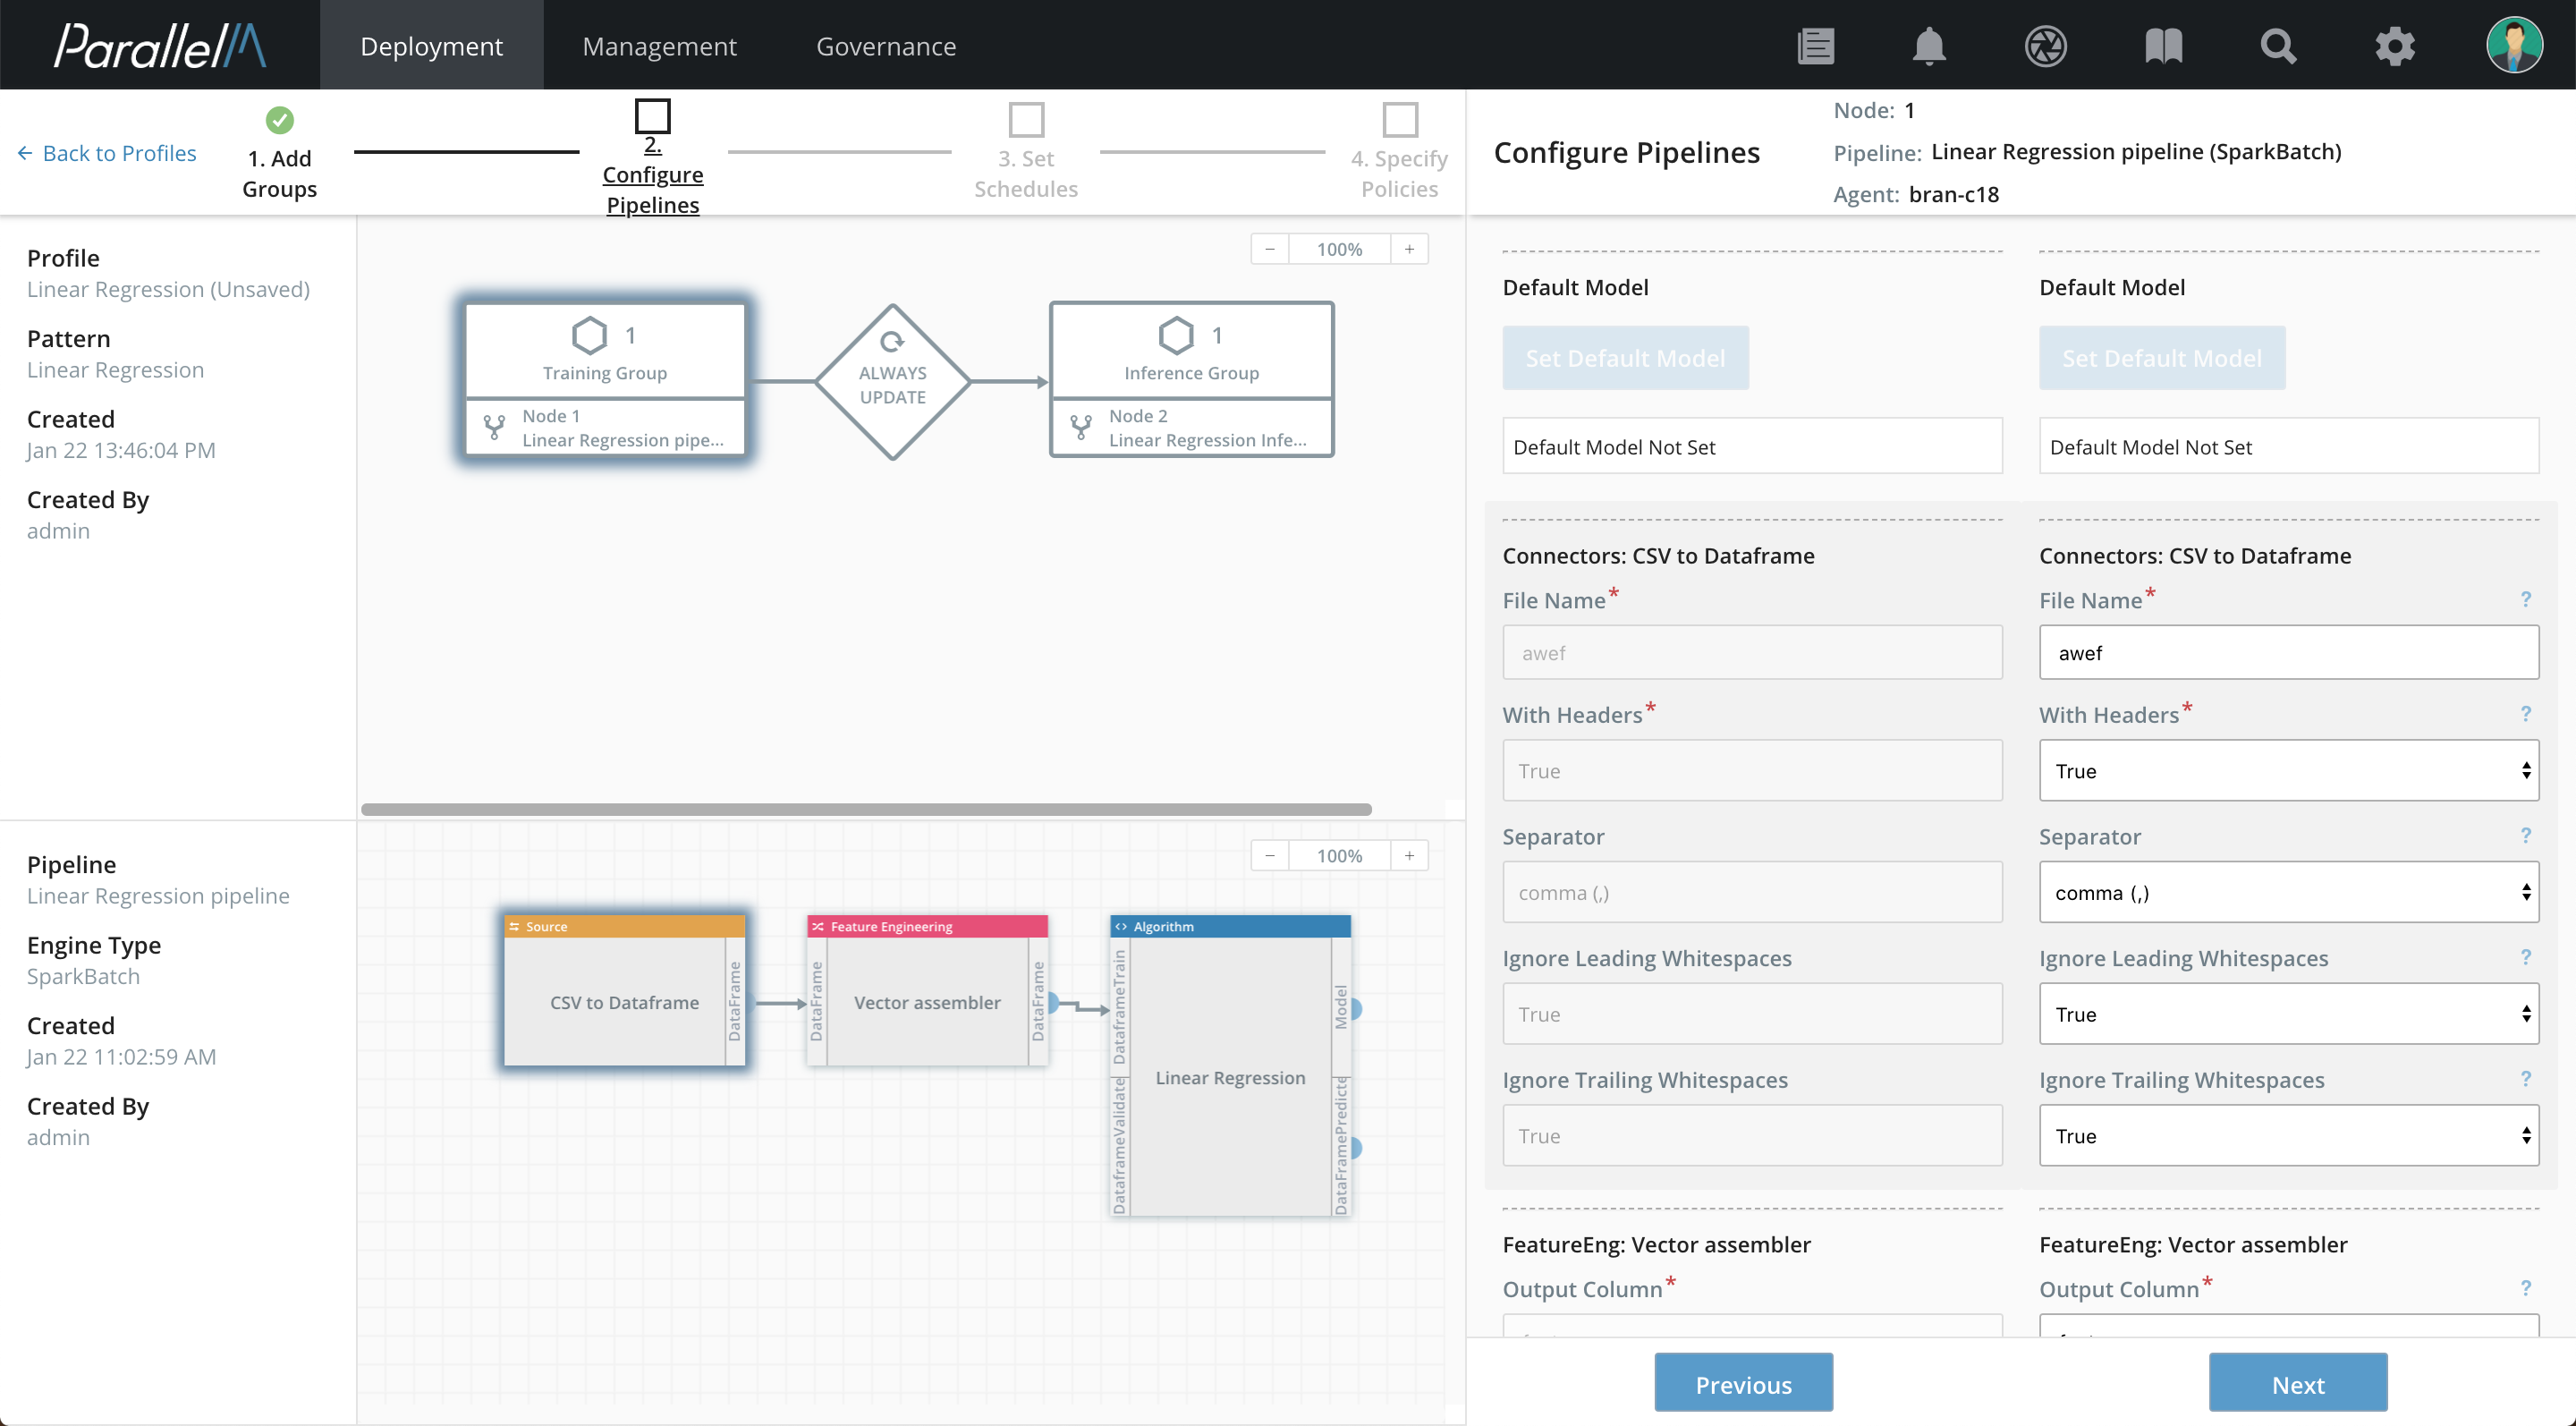 ParallelM
Deployment
Management
Governance
← Back to Profiles
1. Add
Groups
2.
Configure
Pipelines
3. Set
Schedules
4. Specify
Policies
Configure Pipelines
Node: 1
Pipeline: Linear Regression pipeline (SparkBatch)
Agent: bran-c18
Profile
Linear Regression (Unsaved)
Pattern
Linear Regression
Created
Jan 22 13:46:04 PM
Created By
admin
− 100% +
1
Training Group
Node 1
Linear Regression pipe...
ALWAYS
UPDATE
1
Inference Group
Node 2
Linear Regression Infe...
Pipeline
Linear Regression pipeline
Engine Type
SparkBatch
Created
Jan 22 11:02:59 AM
Created By
admin
− 100% +
Source
CSV to Dataframe
DataFrame
Feature Engineering
DataFrame
Vector assembler
DataFrame
Algorithm
DataframeTrain
DataframeValidate
Linear Regression
Model
DataFramePredicte
Default Model
Set Default Model
Default Model Not Set
Connectors: CSV to Dataframe
File Name*
awef
With Headers*
True
Separator
comma (,)
Ignore Leading Whitespaces
True
Ignore Trailing Whitespaces
True
FeatureEng: Vector assembler
Output Column*
Default Model
Set Default Model
Default Model Not Set
Connectors: CSV to Dataframe
File Name* ?
awef
With Headers* ?
True
Separator ?
comma (,)
Ignore Leading Whitespaces ?
True
Ignore Trailing Whitespaces ?
True
FeatureEng: Vector assembler
Output Column* ?
Previous
Next